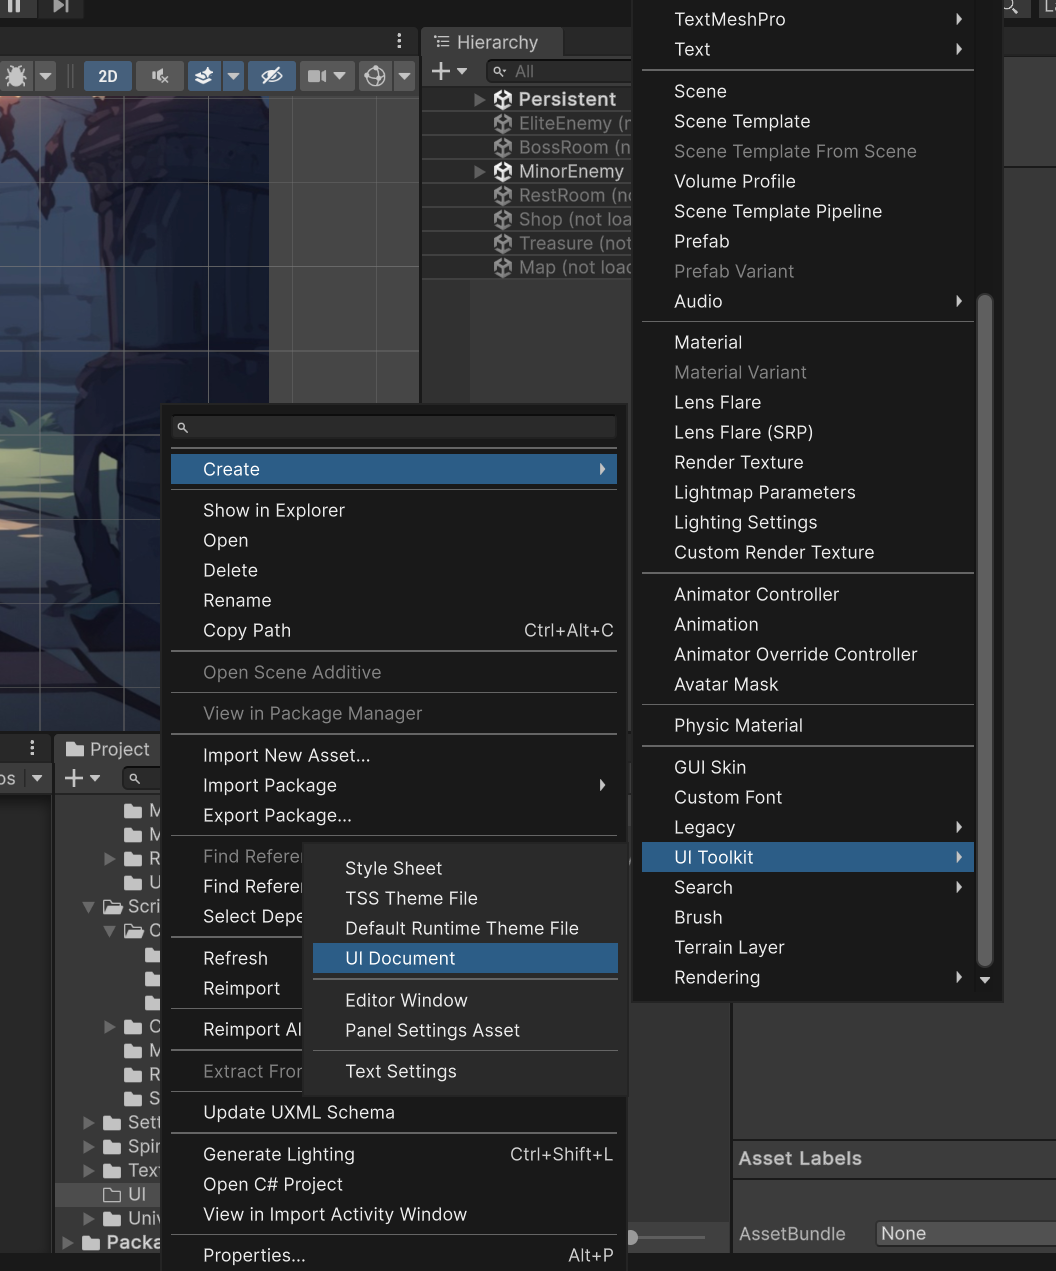 Hierarchy
2D
All
Persistent
EliteEnemy (n
BossRoom (n
MinorEnemy
RestRoom (n
Shop (not loa
Treasure (not
Map (not load
TextMeshPro
Text
Scene
Scene Template
Scene Template From Scene
Volume Profile
Scene Template Pipeline
Prefab
Prefab Variant
Audio
Material
Material Variant
Lens Flare
Lens Flare (SRP)
Render Texture
Lightmap Parameters
Lighting Settings
Custom Render Texture
Animator Controller
Animation
Animator Override Controller
Avatar Mask
Physic Material
GUI Skin
Custom Font
Legacy
UI Toolkit
Search
Brush
Terrain Layer
Rendering
Create
Show in Explorer
Open
Delete
Rename
Copy Path Ctrl+Alt+C
Open Scene Additive
View in Package Manager
Import New Asset...
Import Package
Export Package...
Find Refere
Find Refere
Select Depe
Refresh
Reimport
Reimport Al
Extract Fror
Update UXML Schema
Generate Lighting Ctrl+Shift+L
Open C# Project
View in Import Activity Window
Properties... Alt+P
Style Sheet
TSS Theme File
Default Runtime Theme File
UI Document
Editor Window
Panel Settings Asset
Text Settings
Project
os
M
M
R
U
Scri
C
C
M
R
S
Sett
Spir
Tex
UI
Univ
Packa
Asset Labels
AssetBundle None